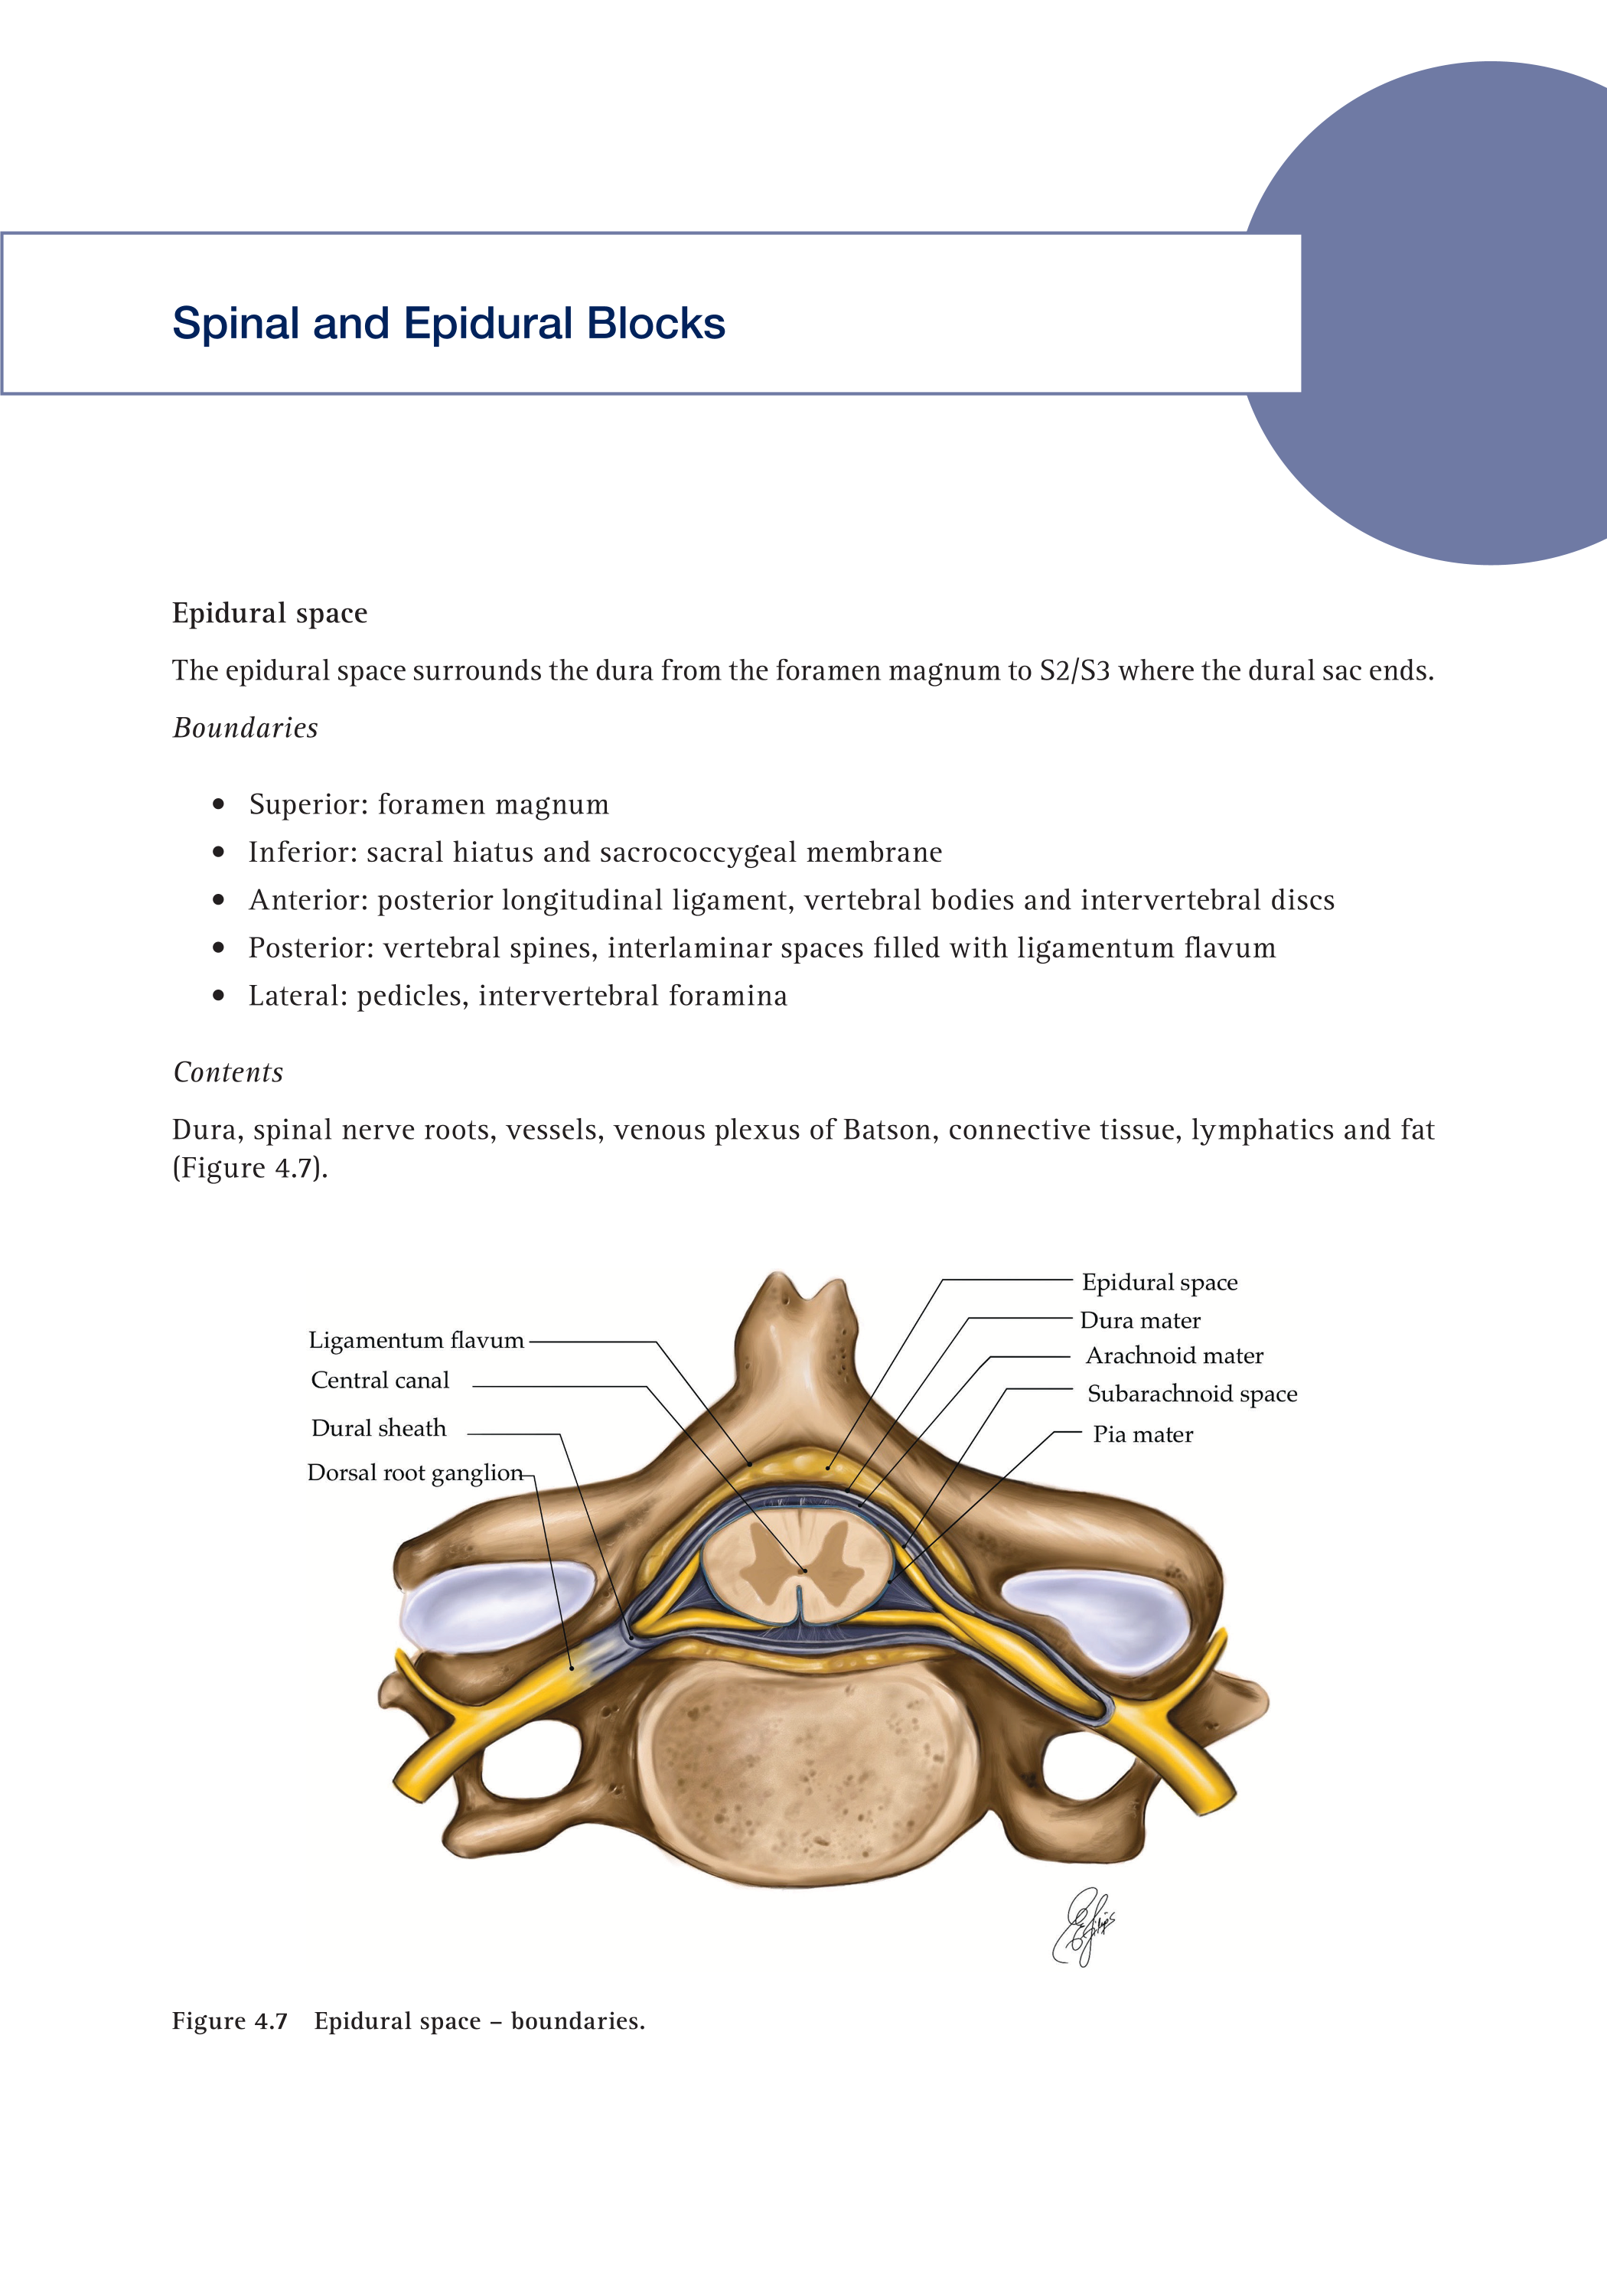 Spinal and Epidural Blocks
Epidural space
The epidural space surrounds the dura from the foramen magnum to S2/S3 where the dural sac ends.
Boundaries
• Superior: foramen magnum
• Inferior: sacral hiatus and sacrococcygeal membrane
• Anterior: posterior longitudinal ligament, vertebral bodies and intervertebral discs
• Posterior: vertebral spines, interlaminar spaces filled with ligamentum flavum
• Lateral: pedicles, intervertebral foramina
Contents
Dura, spinal nerve roots, vessels, venous plexus of Batson, connective tissue, lymphatics and fat
(Figure 4.7).
Ligamentum flavum
Central canal
Dural sheath
Dorsal root ganglion
Epidural space
Dura mater
Arachnoid mater
Subarachnoid space
Pia mater
Figure 4.7 Epidural space – boundaries.